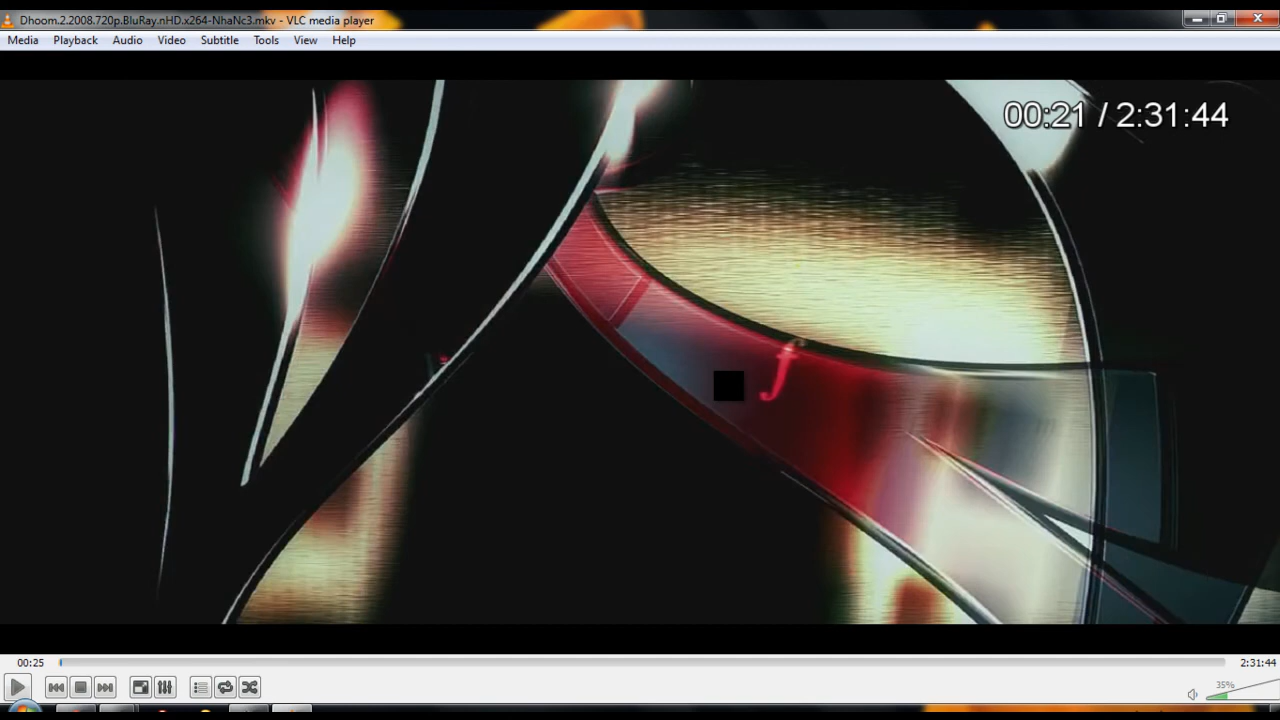 Dhoom.2.2008.720p.BluRay.nHD.x264-NhaNc3.mkv - VLC media player
Media Playback Audio Video Subtitle Tools View Help
00:21 / 2:31:44
f
00:25
2:31:44
35%